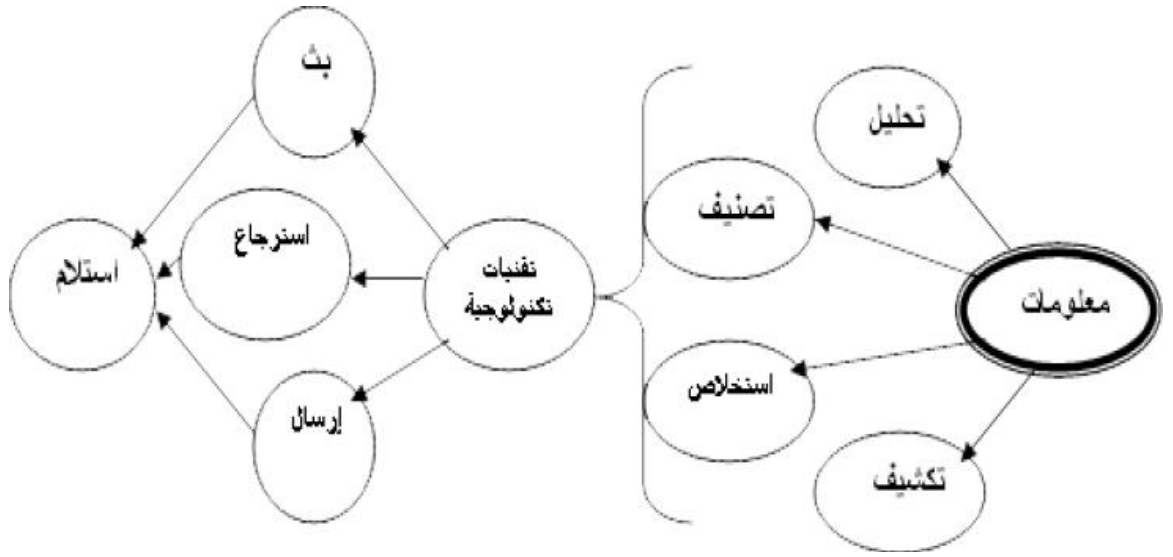 معلومات
تحليل
تصنيف
استخلاص
تكشيف
تقنيات
تكنولوجية
بث
استرجاع
إرسال
استلام